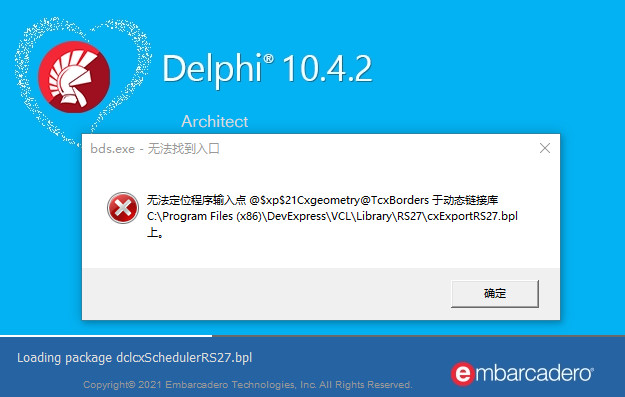 Delphi® 10.4.2
Architect
bds.exe - 无法找到入口
无法定位程序输入点 @$xp$21Cxgeometry@TcxBorders 于动态链接库
C:\Program Files (x86)\DevExpress\VCL\Library\RS27\cxExportRS27.bpl
上。
确定
Loading package dclcxSchedulerRS27.bpl
embarcadero®
Copyright© 2021 Embarcadero Technologies, Inc. All Rights Reserved.